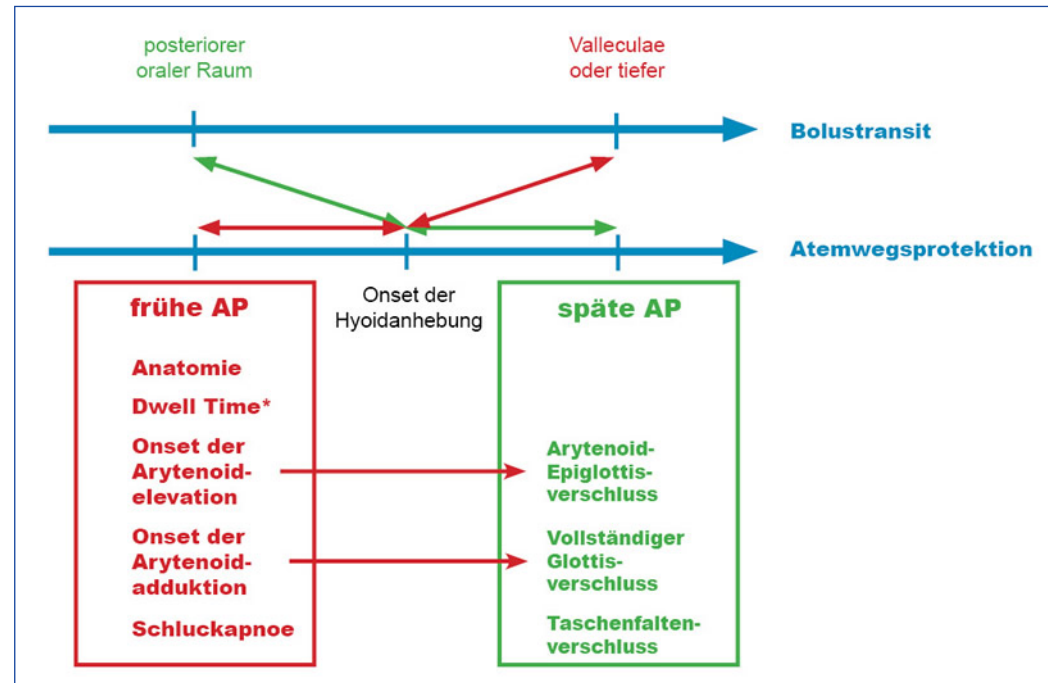 posteriorer
oraler Raum
Valleculae
oder tiefer
Bolustransit
Atemwegsprotektion
Onset der
Hyoidanhebung
frühe AP
Anatomie
Dwell Time*
Onset der
Arytenoid-
elevation
Onset der
Arytenoid-
adduktion
Schluckapnoe
späte AP
Arytenoid-
Epiglottis-
verschluss
Vollständiger
Glottis-
verschluss
Taschenfalten-
verschluss